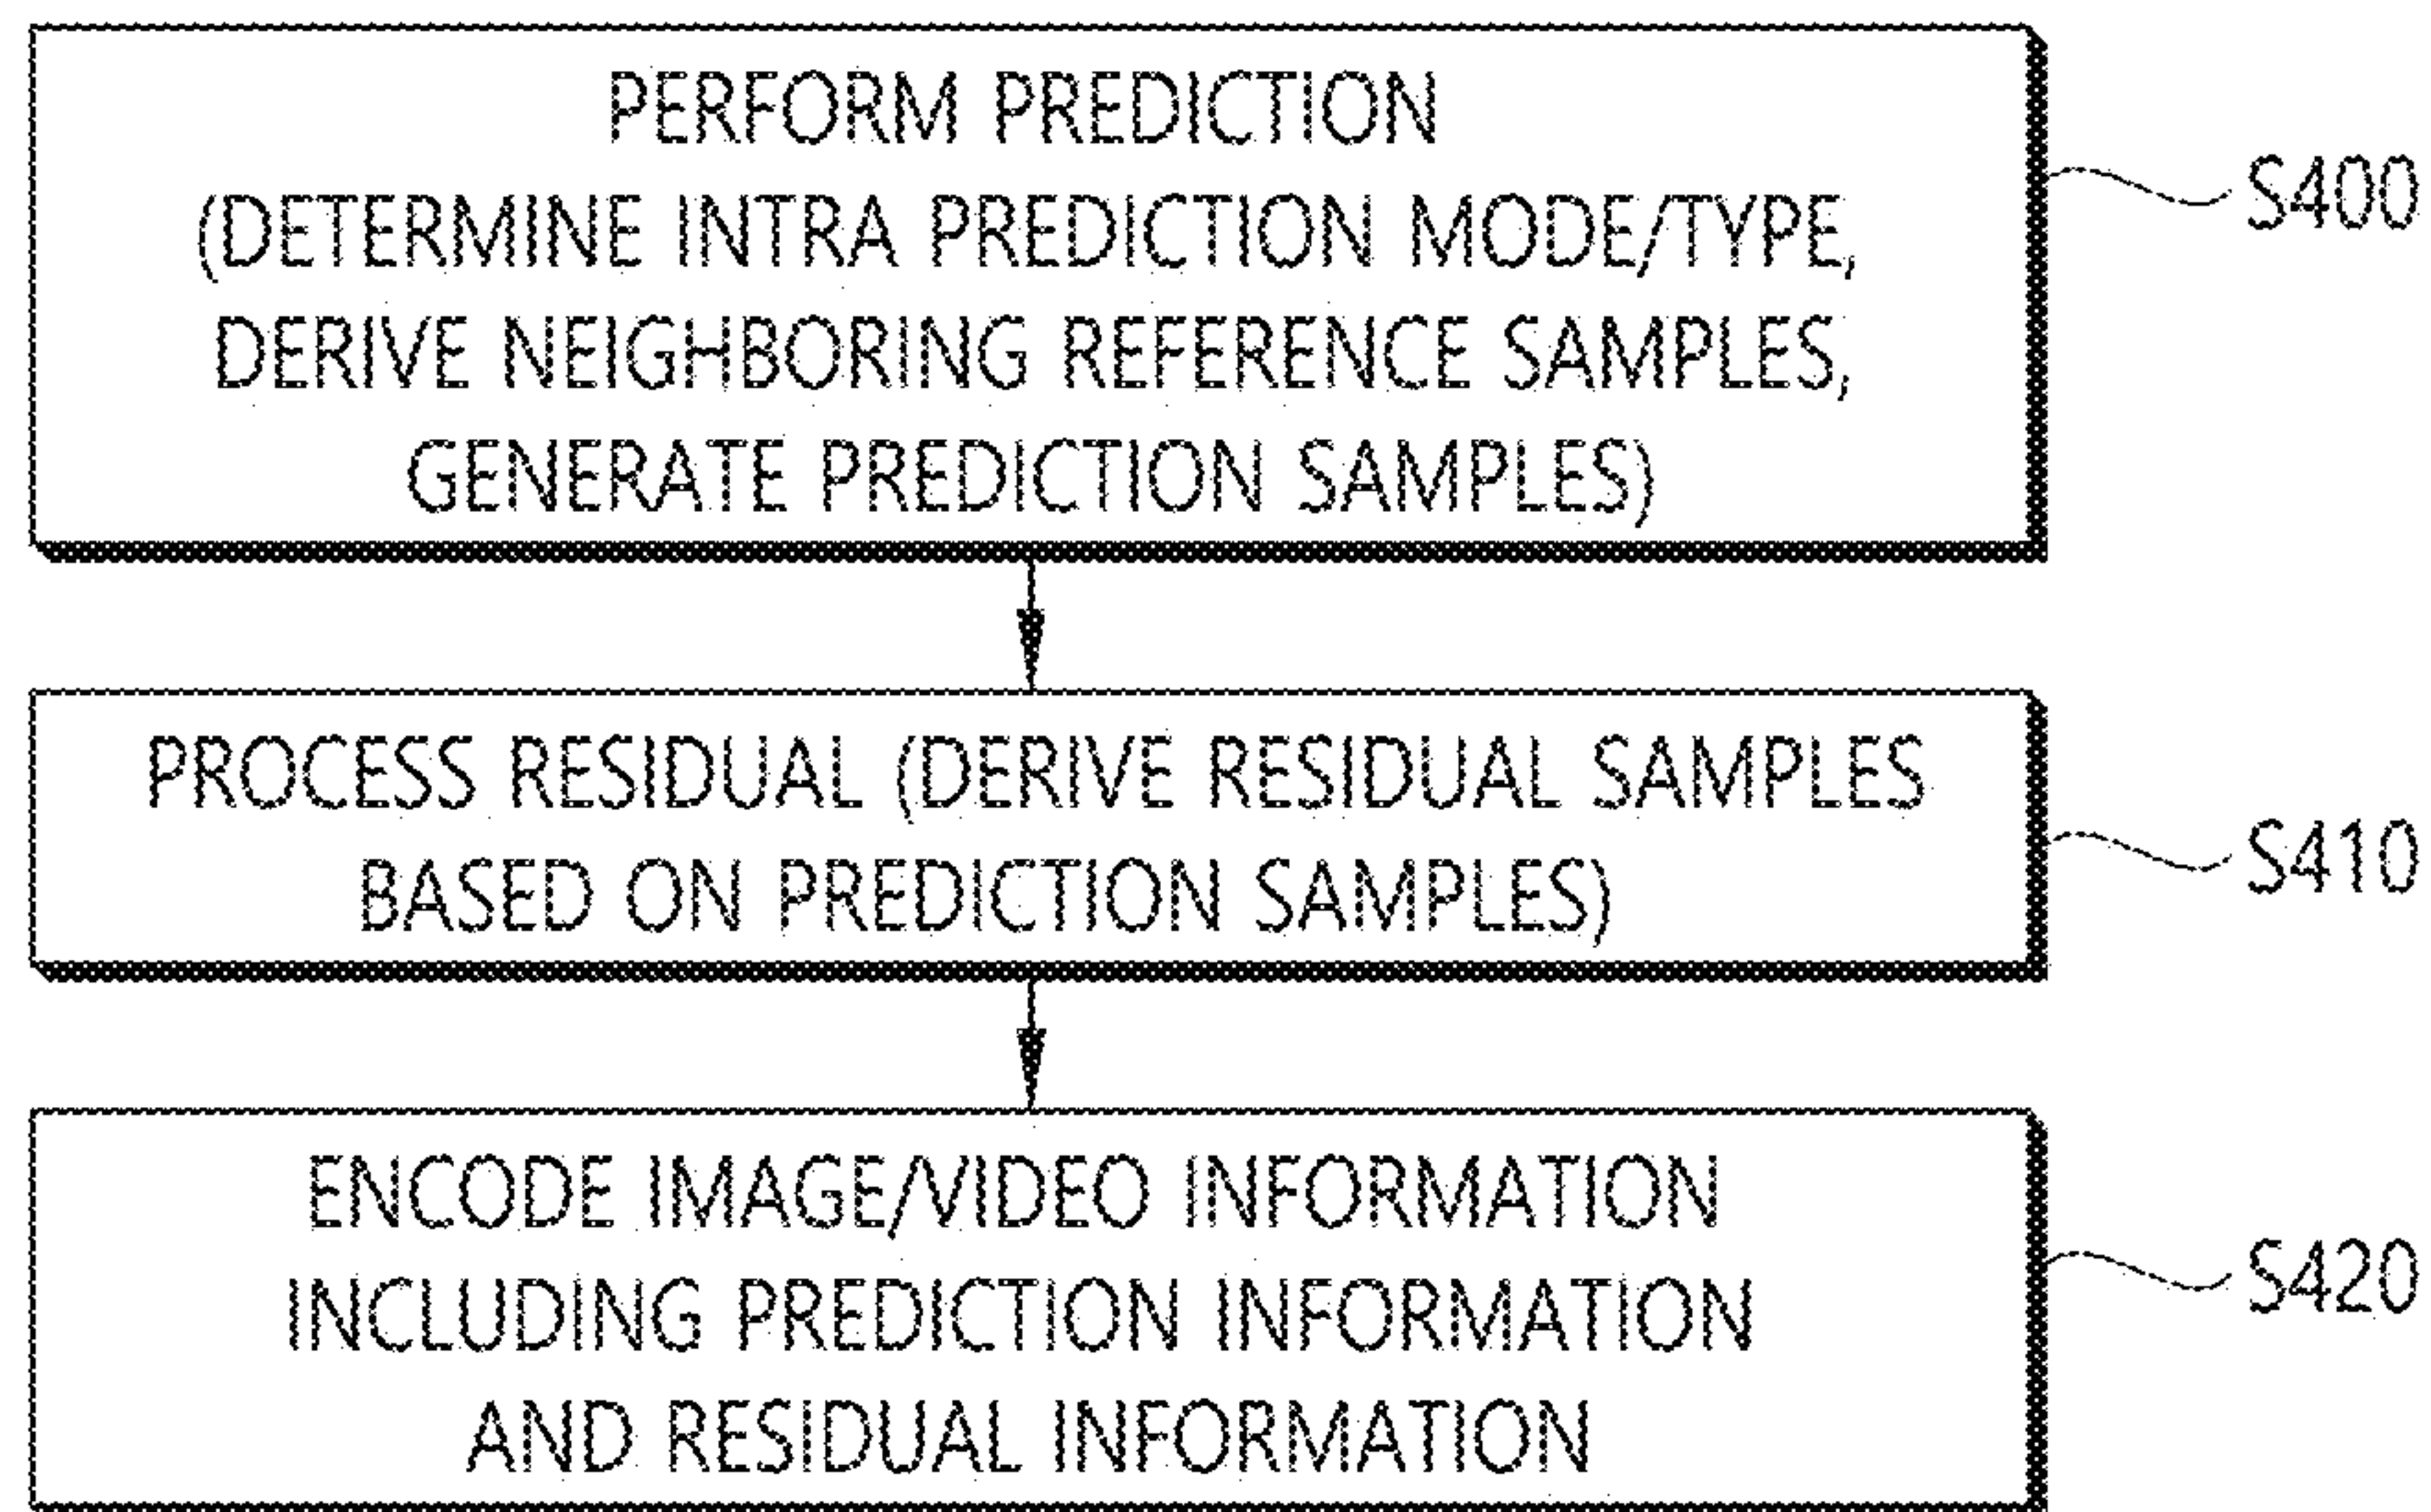 PERFORM PREDICTION
(DETERMINE INTRA PREDICTION MODE/TYPE,
DERIVE NEIGHBORING REFERENCE SAMPLES,
GENERATE PREDICTION SAMPLES)
S400
PROCESS RESIDUAL (DERIVE RESIDUAL SAMPLES
BASED ON PREDICTION SAMPLES)
S410
ENCODE IMAGE/VIDEO INFORMATION
INCLUDING PREDICTION INFORMATION
AND RESIDUAL INFORMATION
S420